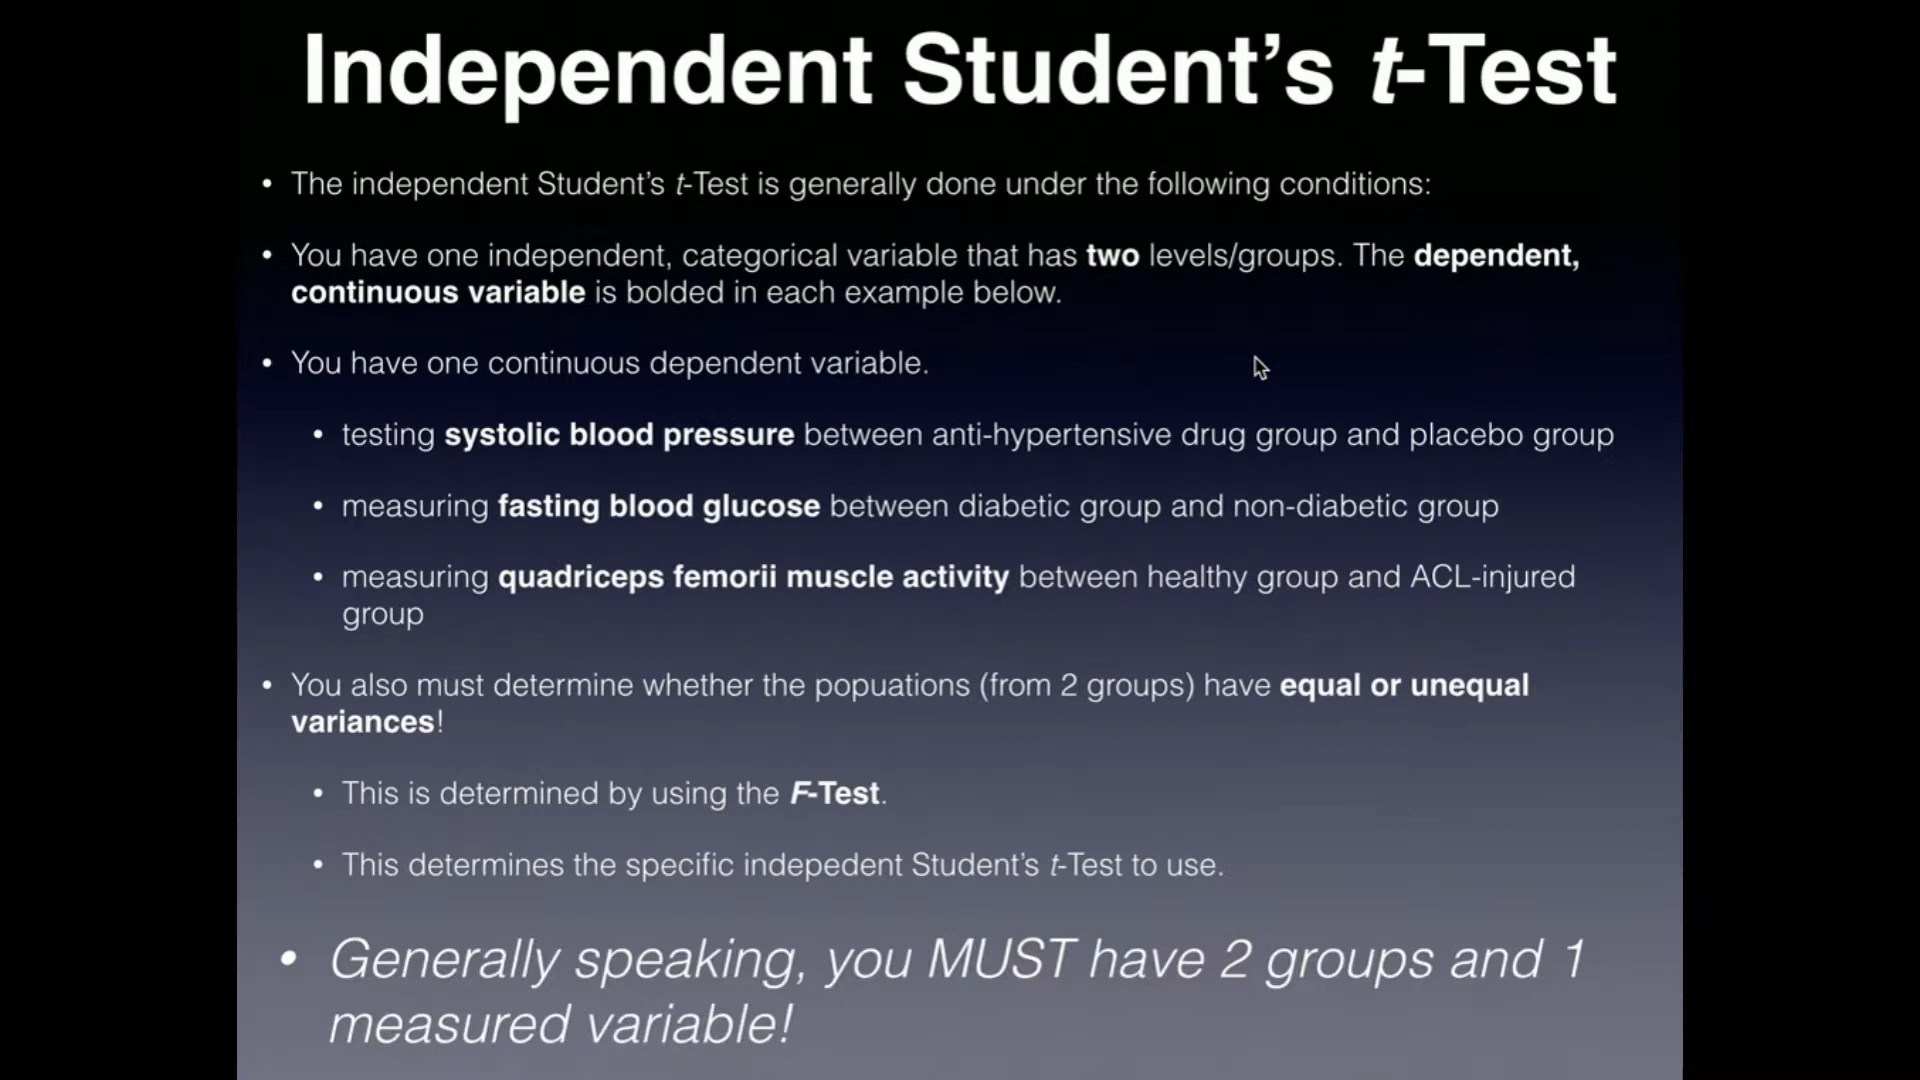 Independent Student’s t-Test
• The independent Student’s t-Test is generally done under the following conditions:
• You have one independent, categorical variable that has two levels/groups. The dependent,
continuous variable is bolded in each example below.
• You have one continuous dependent variable.
• testing systolic blood pressure between anti-hypertensive drug group and placebo group
• measuring fasting blood glucose between diabetic group and non-diabetic group
• measuring quadriceps femorii muscle activity between healthy group and ACL-injured
group
• You also must determine whether the popuations (from 2 groups) have equal or unequal
variances!
• This is determined by using the F-Test.
• This determines the specific indepedent Student’s t-Test to use.
• Generally speaking, you MUST have 2 groups and 1
measured variable!